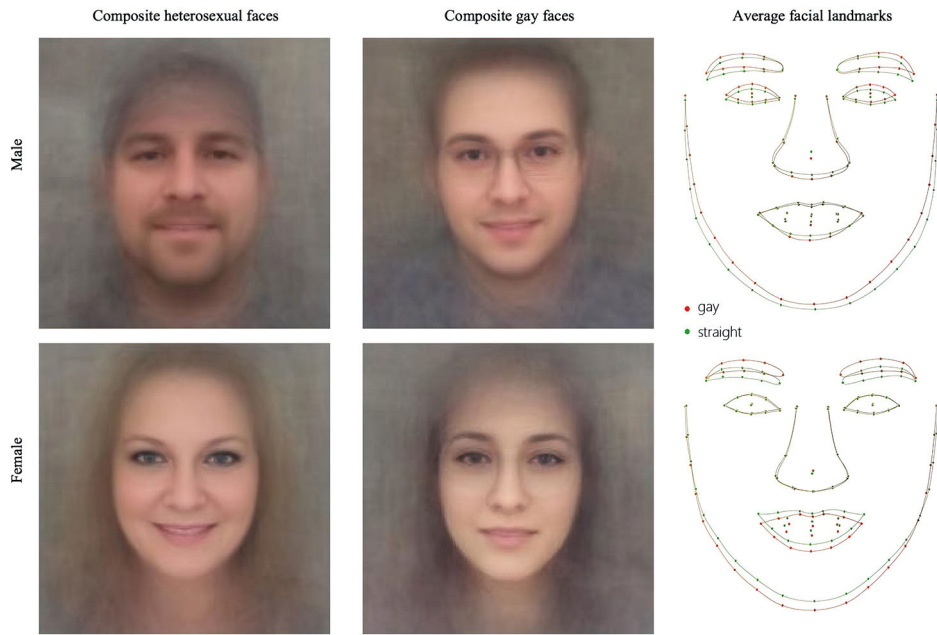 Composite heterosexual faces
Composite gay faces
Average facial landmarks
Male
gay
straight
Female